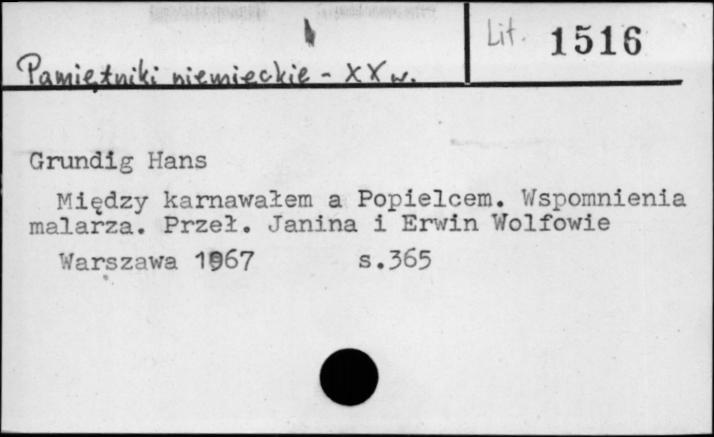 Lit. 1516
Pamiętniki niemieckie - XX w.
Grundig Hans
Między karnawałem a Popielcem. Wspomnienia
malarza. Przeł. Janina i Erwin Wolfowie
Warszawa 1967 s.365